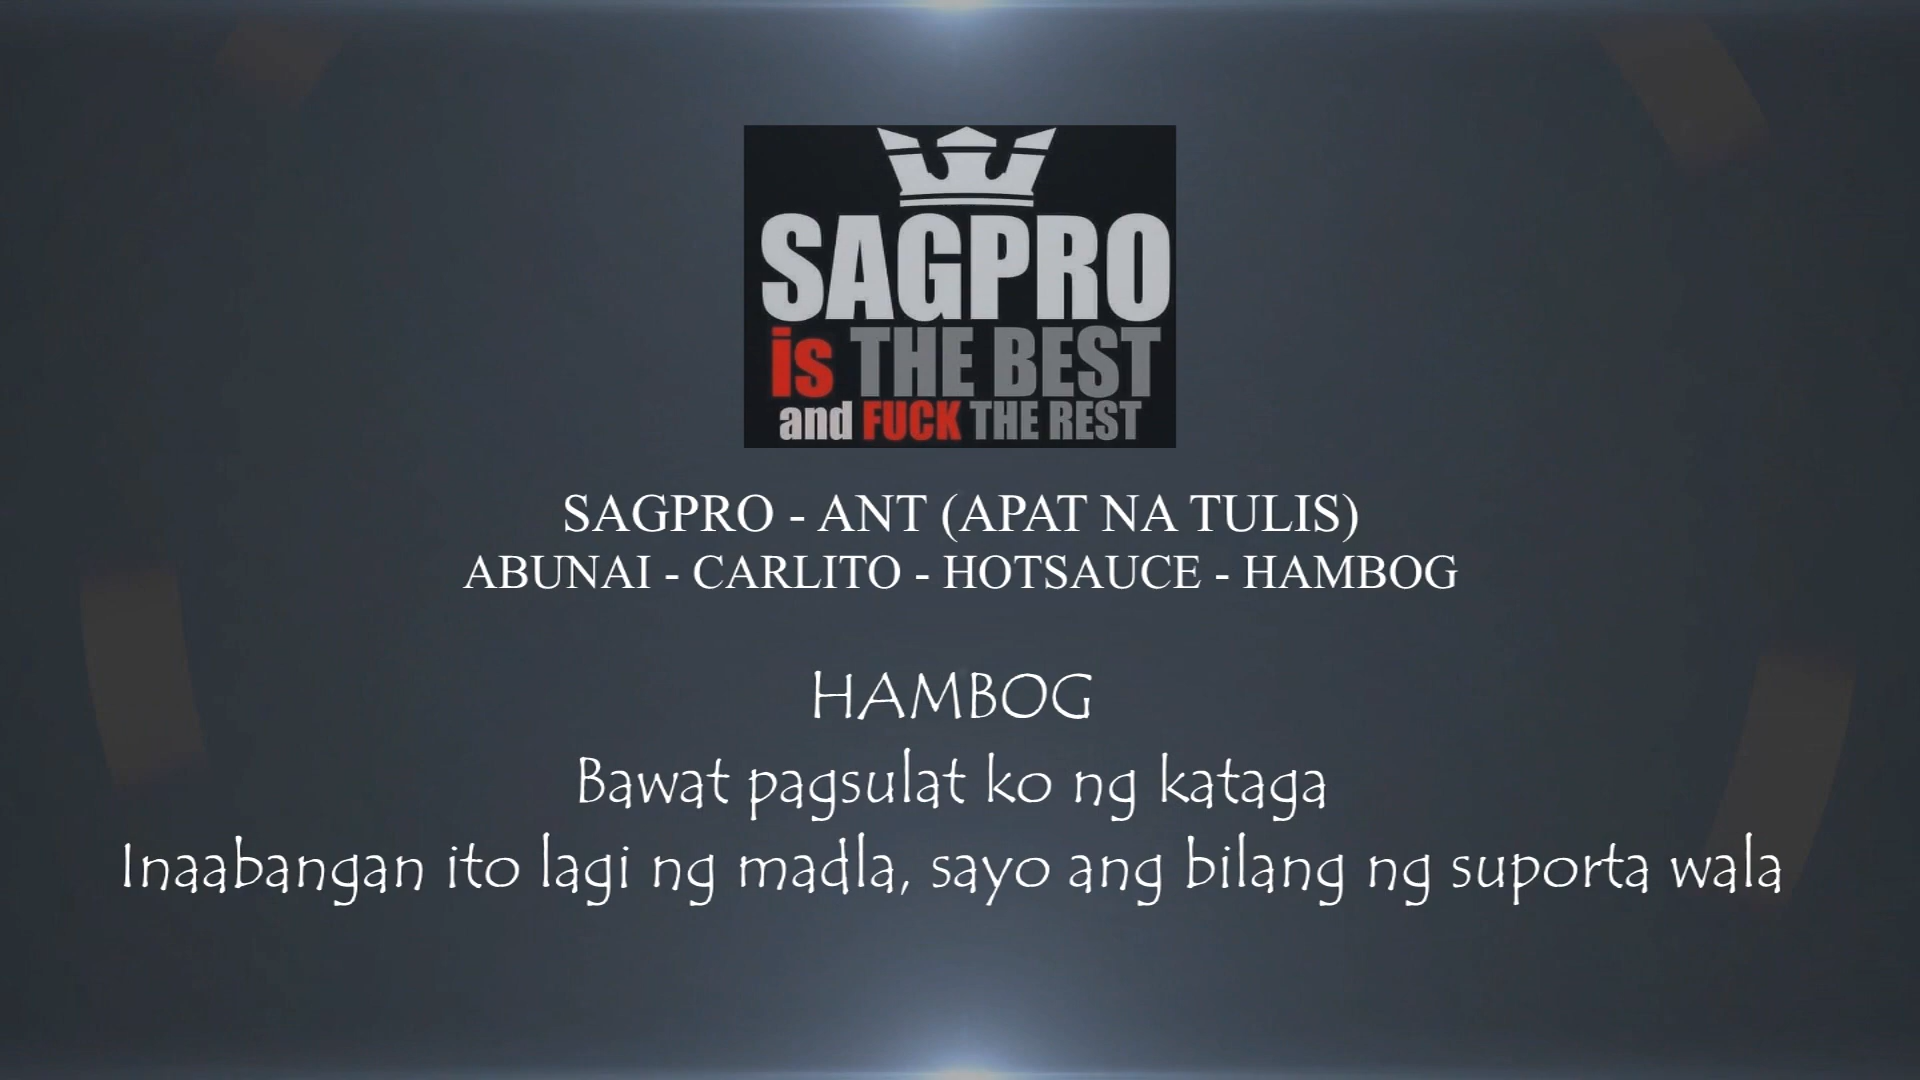 SAGPRO
is THE BEST
and FUCK THE REST
SAGPRO - ANT (APAT NA TULIS)
ABUNAI - CARLITO - HOTSAUCE - HAMBOG
HAMBOG
Bawat pagsulat ko ng kataga
Inaabangan ito lagi ng madla, sayo ang bilang ng suporta wala